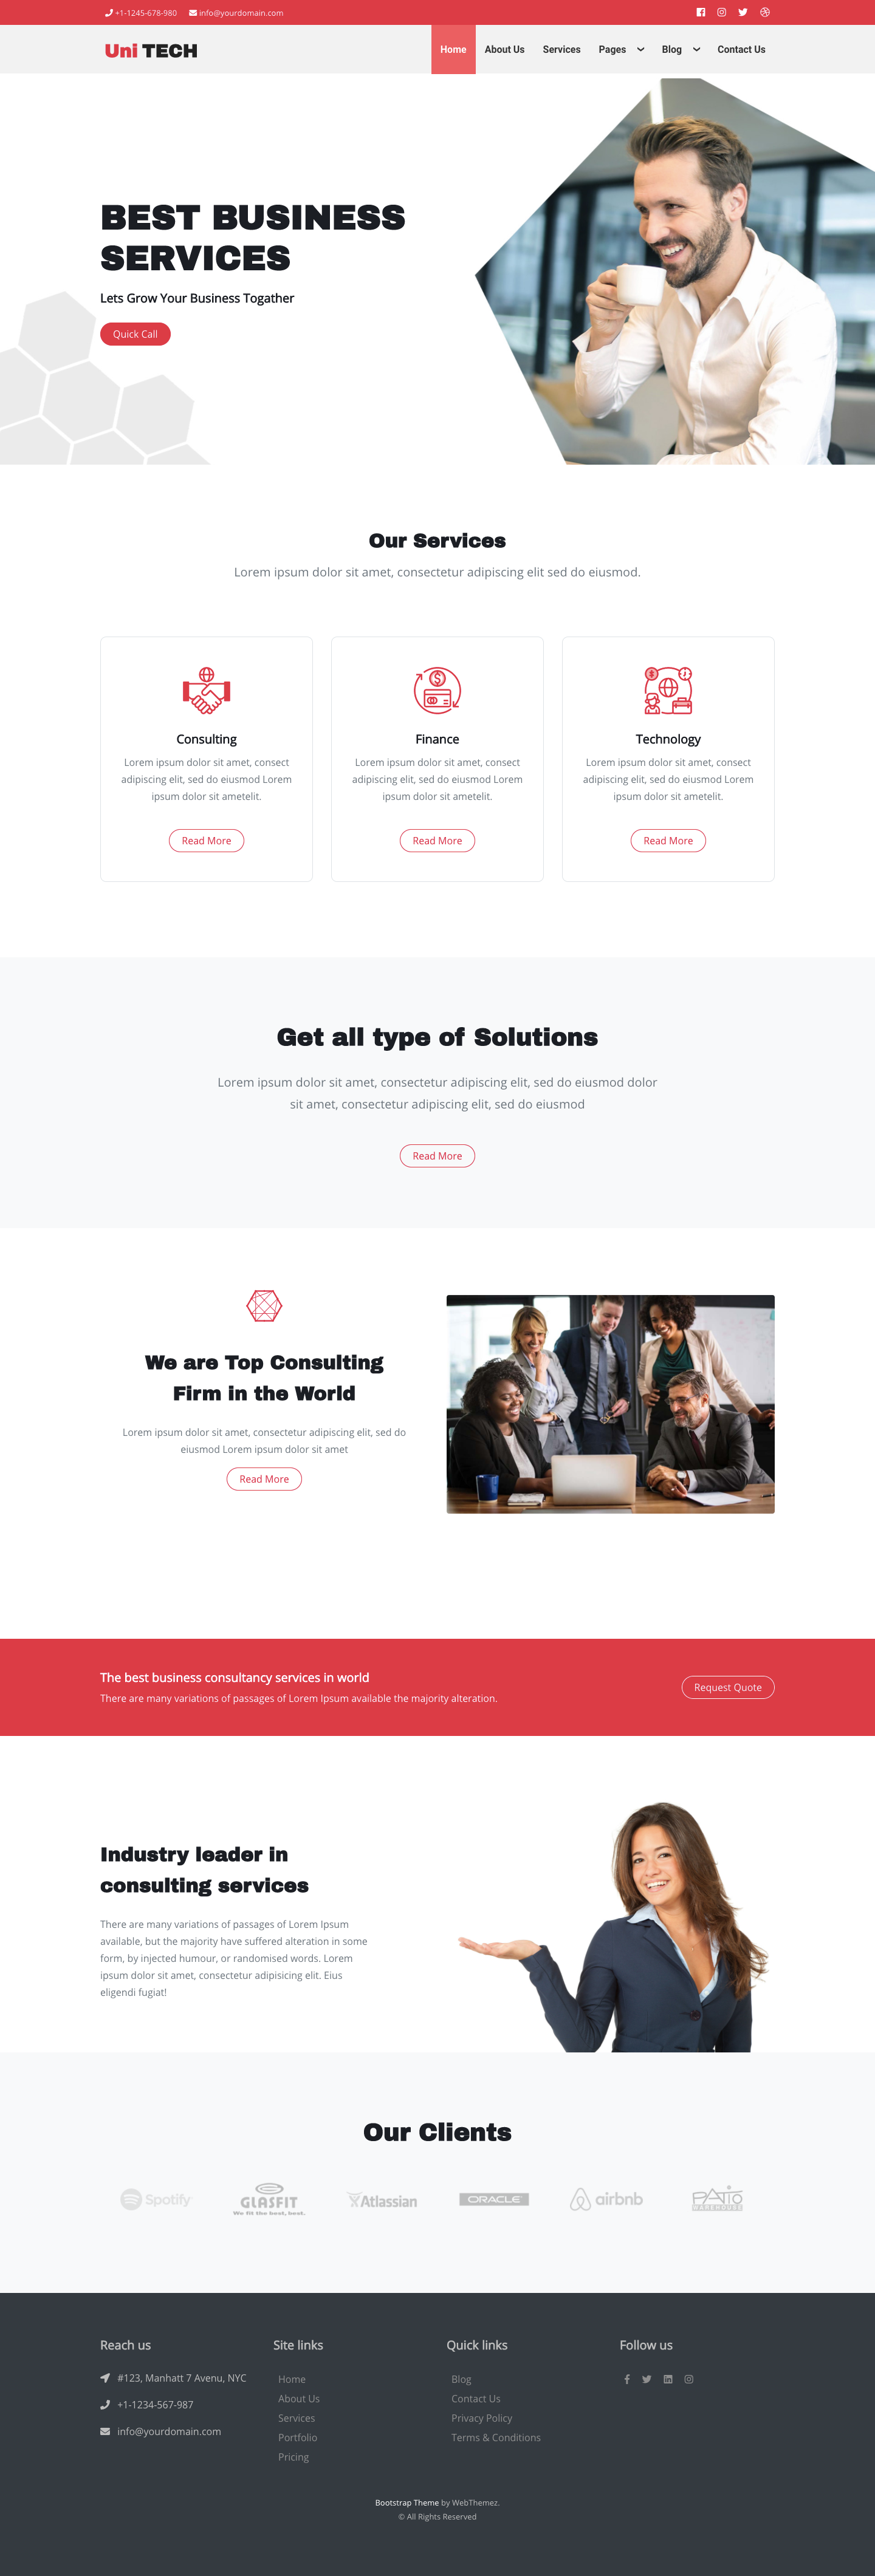 +1-1245-678-980 info@yourdomain.com
Uni TECH
Home About Us Services Pages Blog Contact Us
BEST BUSINESS
SERVICES
Lets Grow Your Business Togather
Quick Call
Our Services
Lorem ipsum dolor sit amet, consectetur adipiscing elit sed do eiusmod.
Consulting
Lorem ipsum dolor sit amet, consect
adipiscing elit, sed do eiusmod Lorem
ipsum dolor sit ametelit.
Read More
Finance
Lorem ipsum dolor sit amet, consect
adipiscing elit, sed do eiusmod Lorem
ipsum dolor sit ametelit.
Read More
Technology
Lorem ipsum dolor sit amet, consect
adipiscing elit, sed do eiusmod Lorem
ipsum dolor sit ametelit.
Read More
Get all type of Solutions
Lorem ipsum dolor sit amet, consectetur adipiscing elit, sed do eiusmod dolor
sit amet, consectetur adipiscing elit, sed do eiusmod
Read More
We are Top Consulting
Firm in the World
Lorem ipsum dolor sit amet, consectetur adipiscing elit, sed do
eiusmod Lorem ipsum dolor sit amet
Read More
The best business consultancy services in world
There are many variations of passages of Lorem Ipsum available the majority alteration.
Request Quote
Industry leader in
consulting services
There are many variations of passages of Lorem Ipsum
available, but the majority have suffered alteration in some
form, by injected humour, or randomised words. Lorem
ipsum dolor sit amet, consectetur adipisicing elit. Eius
eligendi fugiat!
Our Clients
Spotify
GLASFIT
We fit the best, best.
Atlassian
ORACLE
airbnb
PATIO
WAREHOUSE
Reach us
#123, Manhatt 7 Avenu, NYC
+1-1234-567-987
info@yourdomain.com
Site links
Home
About Us
Services
Portfolio
Pricing
Quick links
Blog
Contact Us
Privacy Policy
Terms & Conditions
Follow us
Bootstrap Theme by WebThemez.
© All Rights Reserved